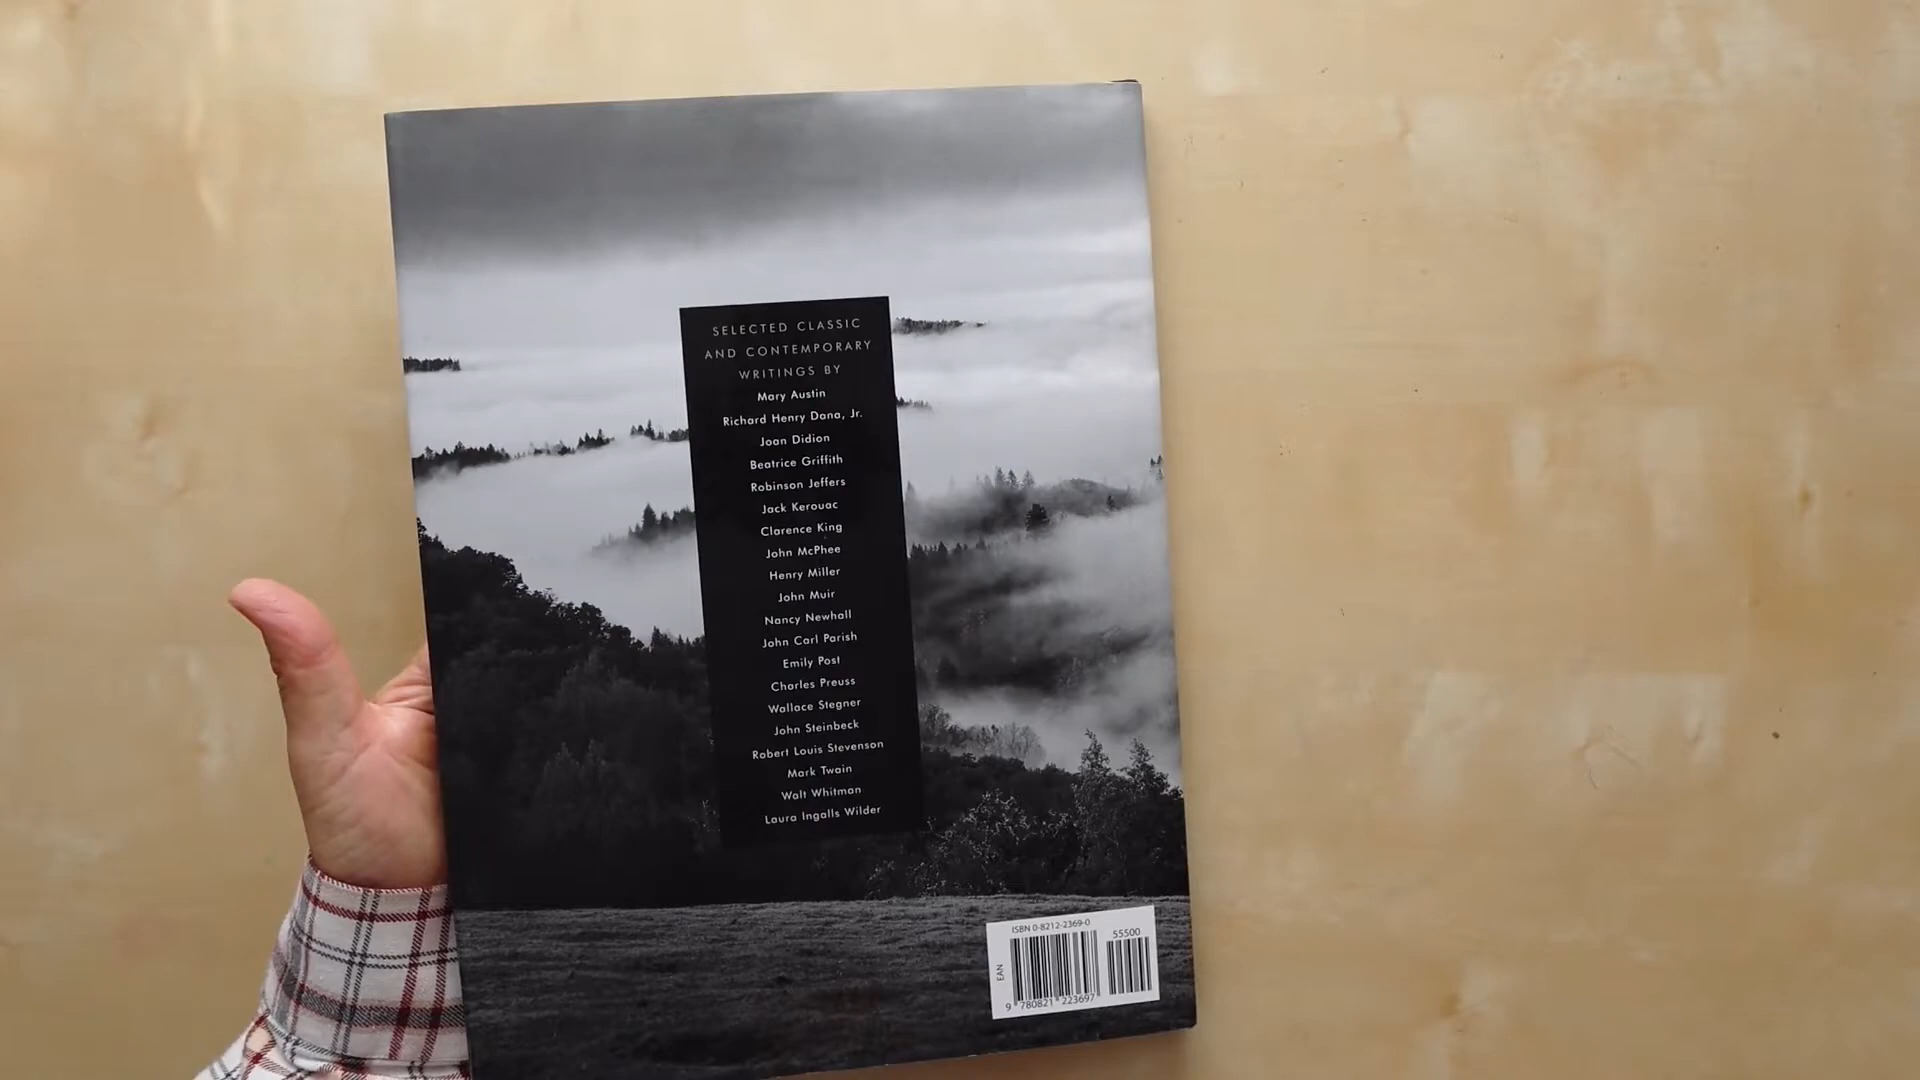 SELECTED CLASSIC
AND CONTEMPORARY
WRITINGS BY
Mary Austin
Richard Henry Dana, Jr.
Joan Didion
Beatrice Griffith
Robinson Jeffers
Jack Kerouac
Clarence King
John McPhee
Henry Miller
John Muir
Nancy Newhall
John Carl Parish
Emily Post
Charles Preuss
Wallace Stegner
John Steinbeck
Robert Louis Stevenson
Mark Twain
Walt Whitman
Laura Ingalls Wilder
ISBN 0-8212-2369-0
55500
EAN
9 780821 223697